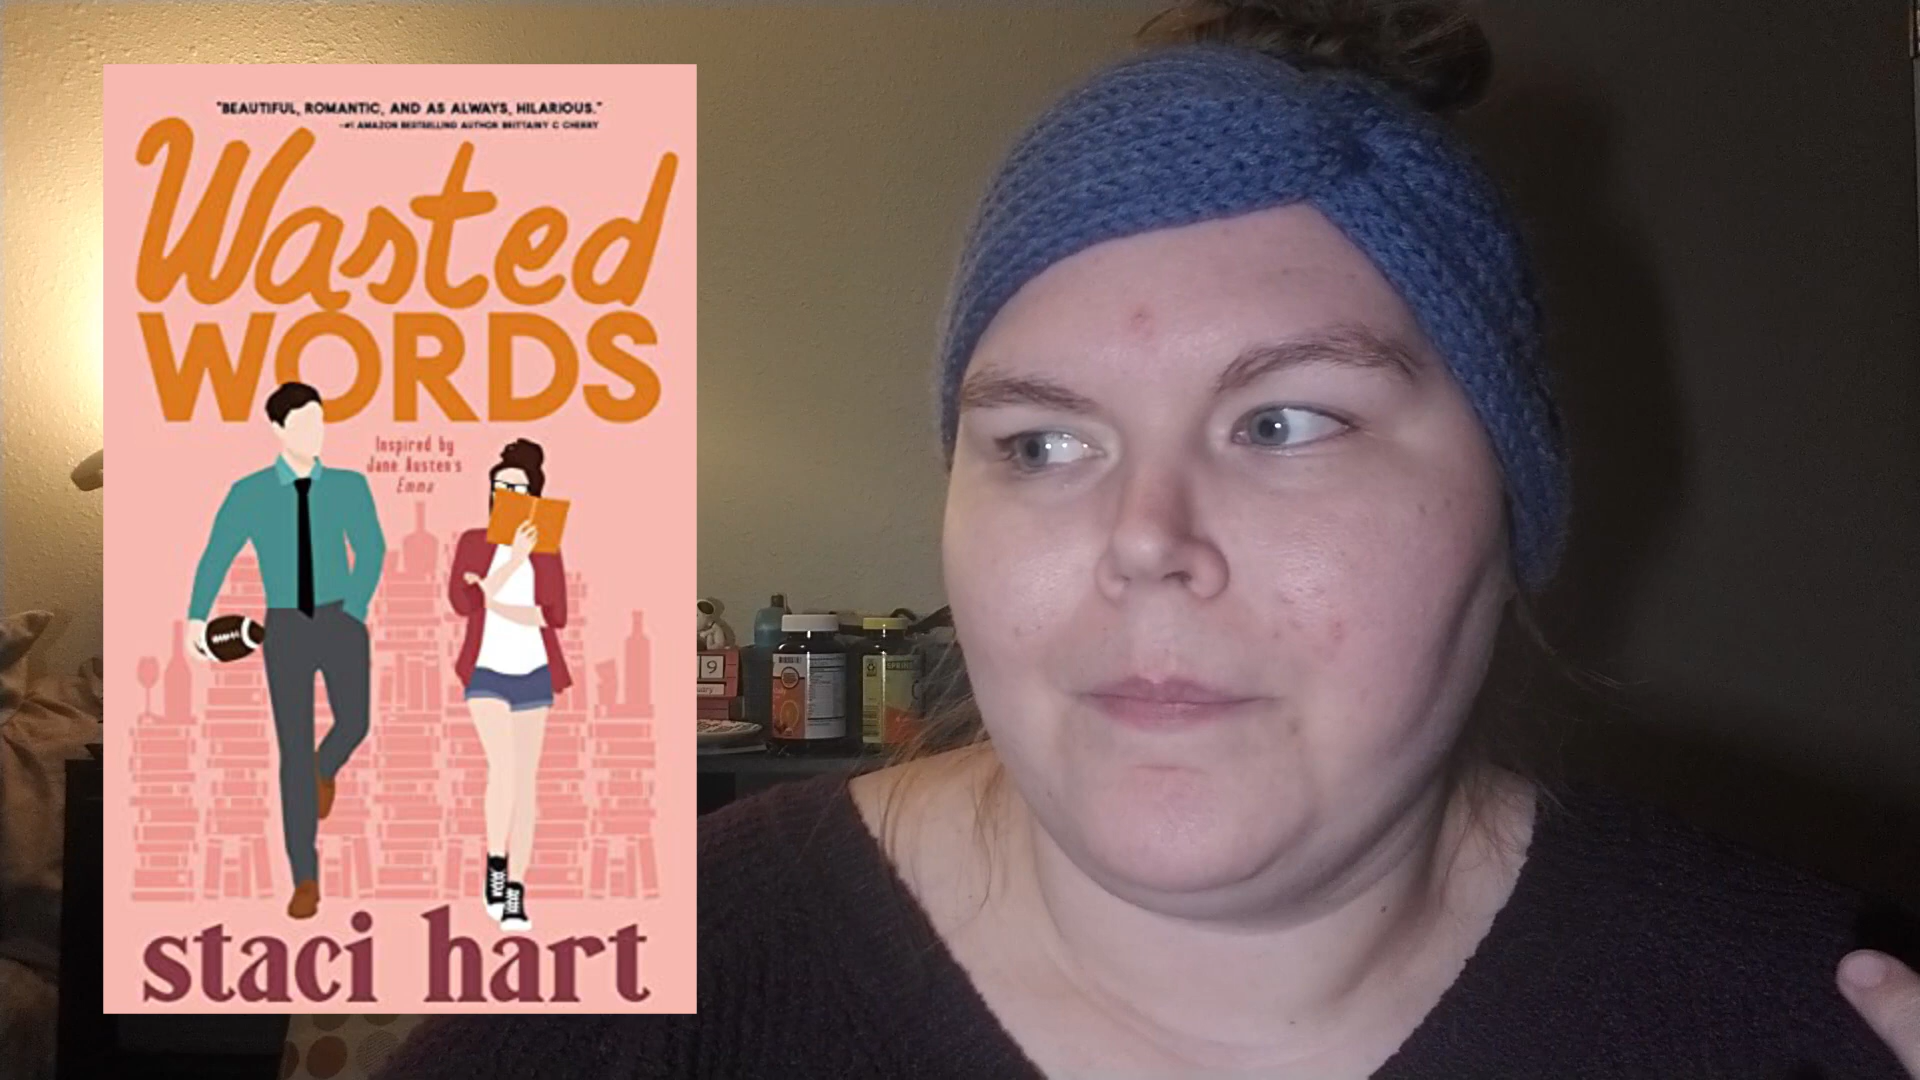 "BEAUTIFUL, ROMANTIC, AND AS ALWAYS, HILARIOUS."
-#1 AMAZON BESTSELLING AUTHOR BRITTAINY C CHERRY
Wasted
WORDS
Inspired by
Jane Austen's
Emma
staci hart
9